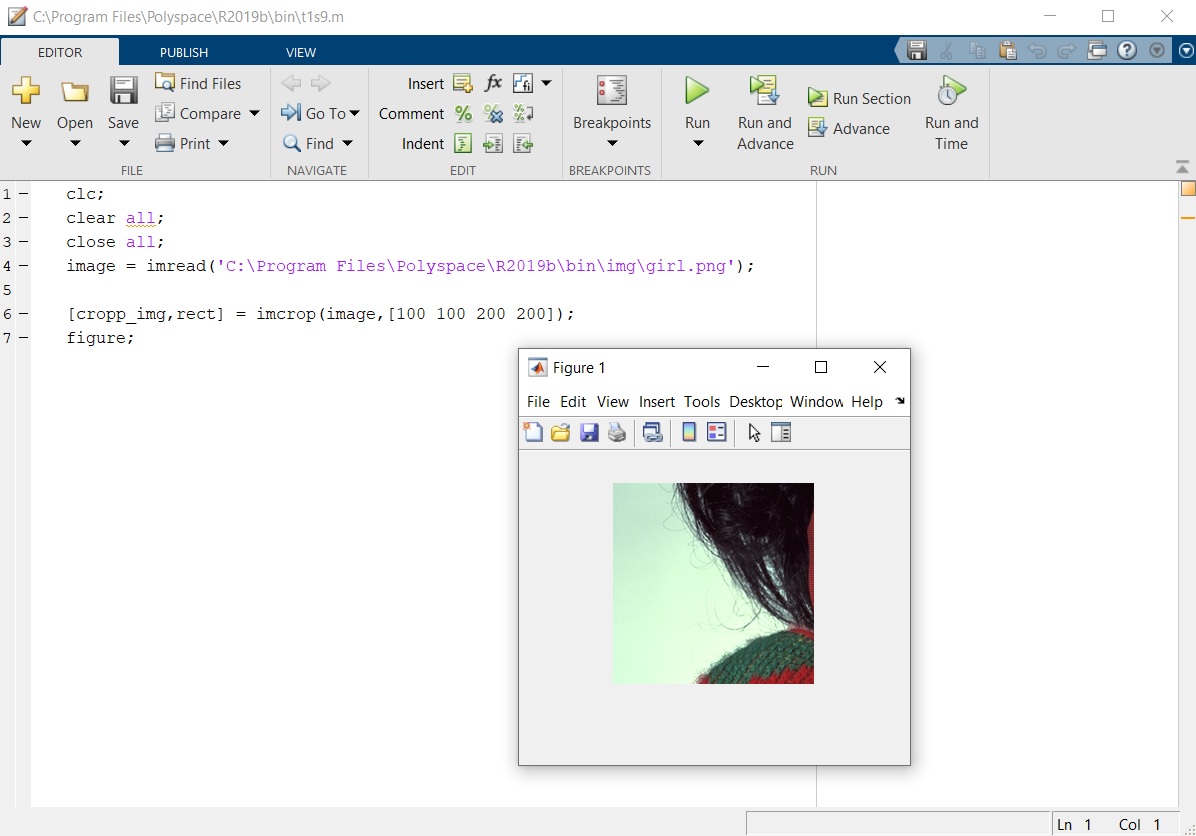 C:\Program Files\Polyspace\R2019b\bin\t1s9.m
EDITOR PUBLISH VIEW
New Open Save Find Files Compare Print
FILE
Go To Find
NAVIGATE
Insert fx
Comment
Indent
EDIT
Breakpoints
BREAKPOINTS
Run Run and Advance Run Section Advance Run and Time
RUN
1 clc;
2 clear all;
3 close all;
4 image = imread('C:\Program Files\Polyspace\R2019b\bin\img\girl.png');
5
6 [cropp_img,rect] = imcrop(image,[100 100 200 200]);
7 figure;
Figure 1
File Edit View Insert Tools Desktop Window Help
Ln 1 Col 1